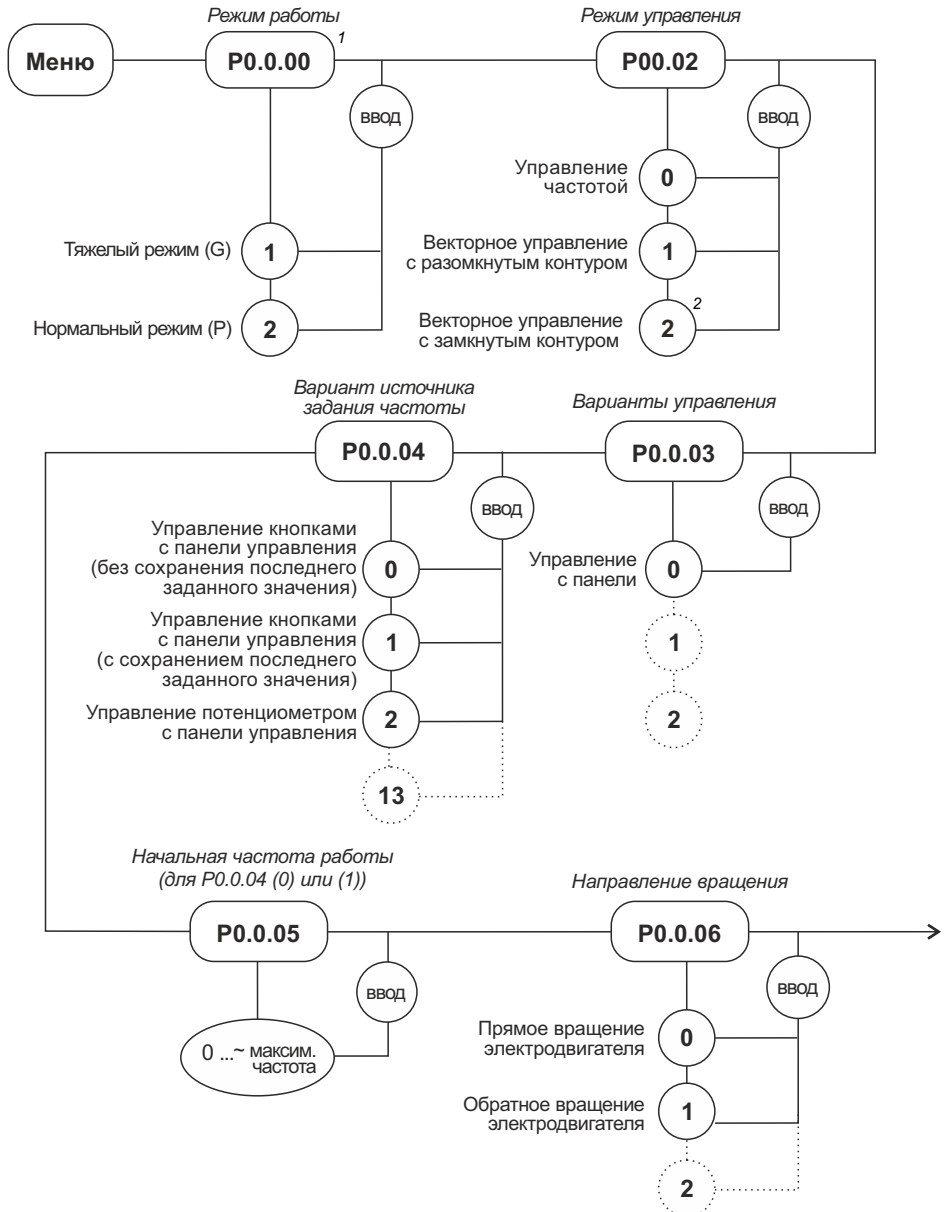 Режим работы
Режим управления
Меню
P0.0.00
1
P00.02
ввод
ввод
Управление
частотой
0
Тяжелый режим (G)
1
Векторное управление
с разомкнутым контуром
1
Нормальный режим (P)
2
Векторное управление
с замкнутым контуром
2
2
Вариант источника
задания частоты
Варианты управления
P0.0.04
P0.0.03
ввод
ввод
Управление кнопками
с панели управления
(без сохранения последнего
заданного значения)
0
Управление
с панели
0
Управление кнопками
с панели управления
(с сохранением последнего
заданного значения)
1
1
Управление потенциометром
с панели управления
2
2
13
Начальная частота работы
(для P0.0.04 (0) или (1))
Направление вращения
P0.0.05
P0.0.06
ввод
ввод
0 ...~ максим.
частота
Прямое вращение
электродвигателя
0
Обратное вращение
электродвигателя
1
2